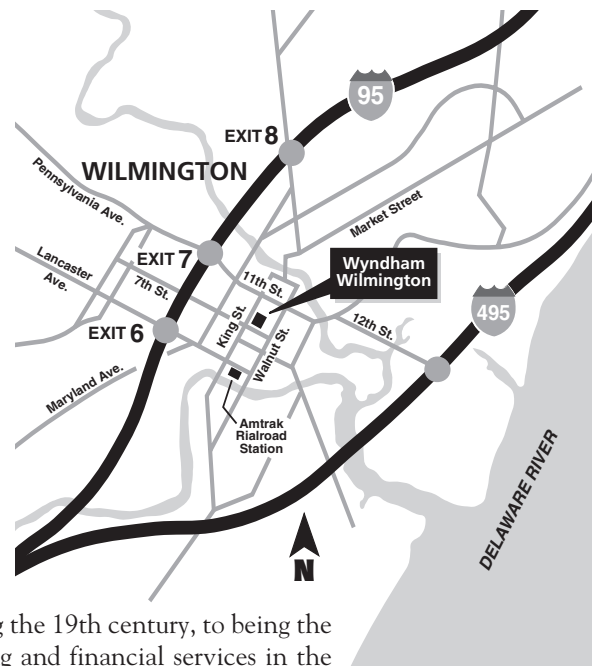 95
EXIT 8
WILMINGTON
Pennsylvania Ave.
Market Street
EXIT 7
Lancaster
Ave.
7th St.
11th St.
Wyndham
Wilmington
12th St.
495
King St.
Walnut St.
EXIT 6
Maryland Ave.
Amtrak
Rialroad
Station
DELAWARE RIVER
N
g the 19th century, to being the
g and financial services in the